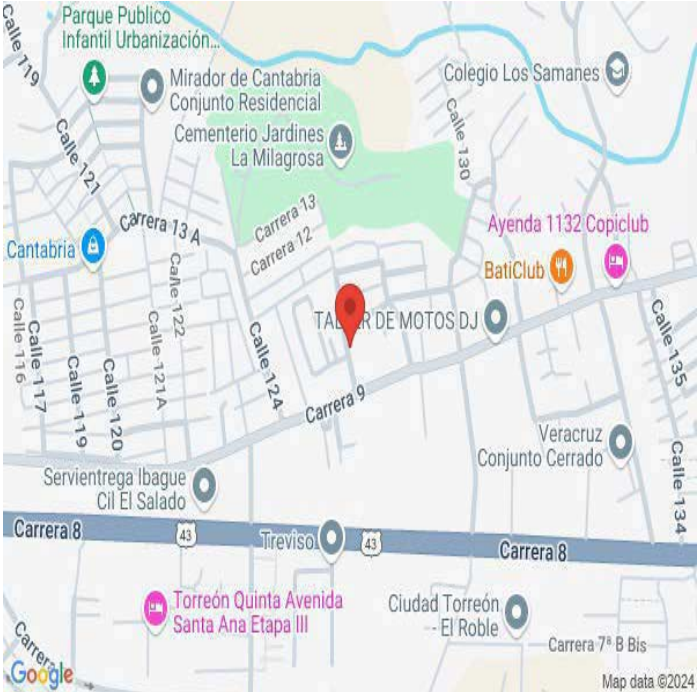 Parque Publico
Infantil Urbanización...
Calle 119
Mirador de Cantabria
Conjunto Residencial
Colegio Los Samanes
Cementerio Jardines
La Milagrosa
Calle 130
Calle 121
Carrera 13
Carrera 13 A
Carrera 12
Ayenda 1132 Copiclub
Cantabria
BatiClub
Calle 122
TALLER DE MOTOS DJ
Calle 116
Calle 117
Calle 119
Calle 120
Calle 121A
Calle 124
Calle 135
Carrera 9
Veracruz
Conjunto Cerrado
Calle 134
Servientrega Ibague
Cil El Salado
Carrera 8
43
Treviso
43
Carrera 8
Torreón Quinta Avenida
Santa Ana Etapa III
Ciudad Torreón
- El Roble
Carrera 7ª B Bis
Carrera
Google
Map data ©2024